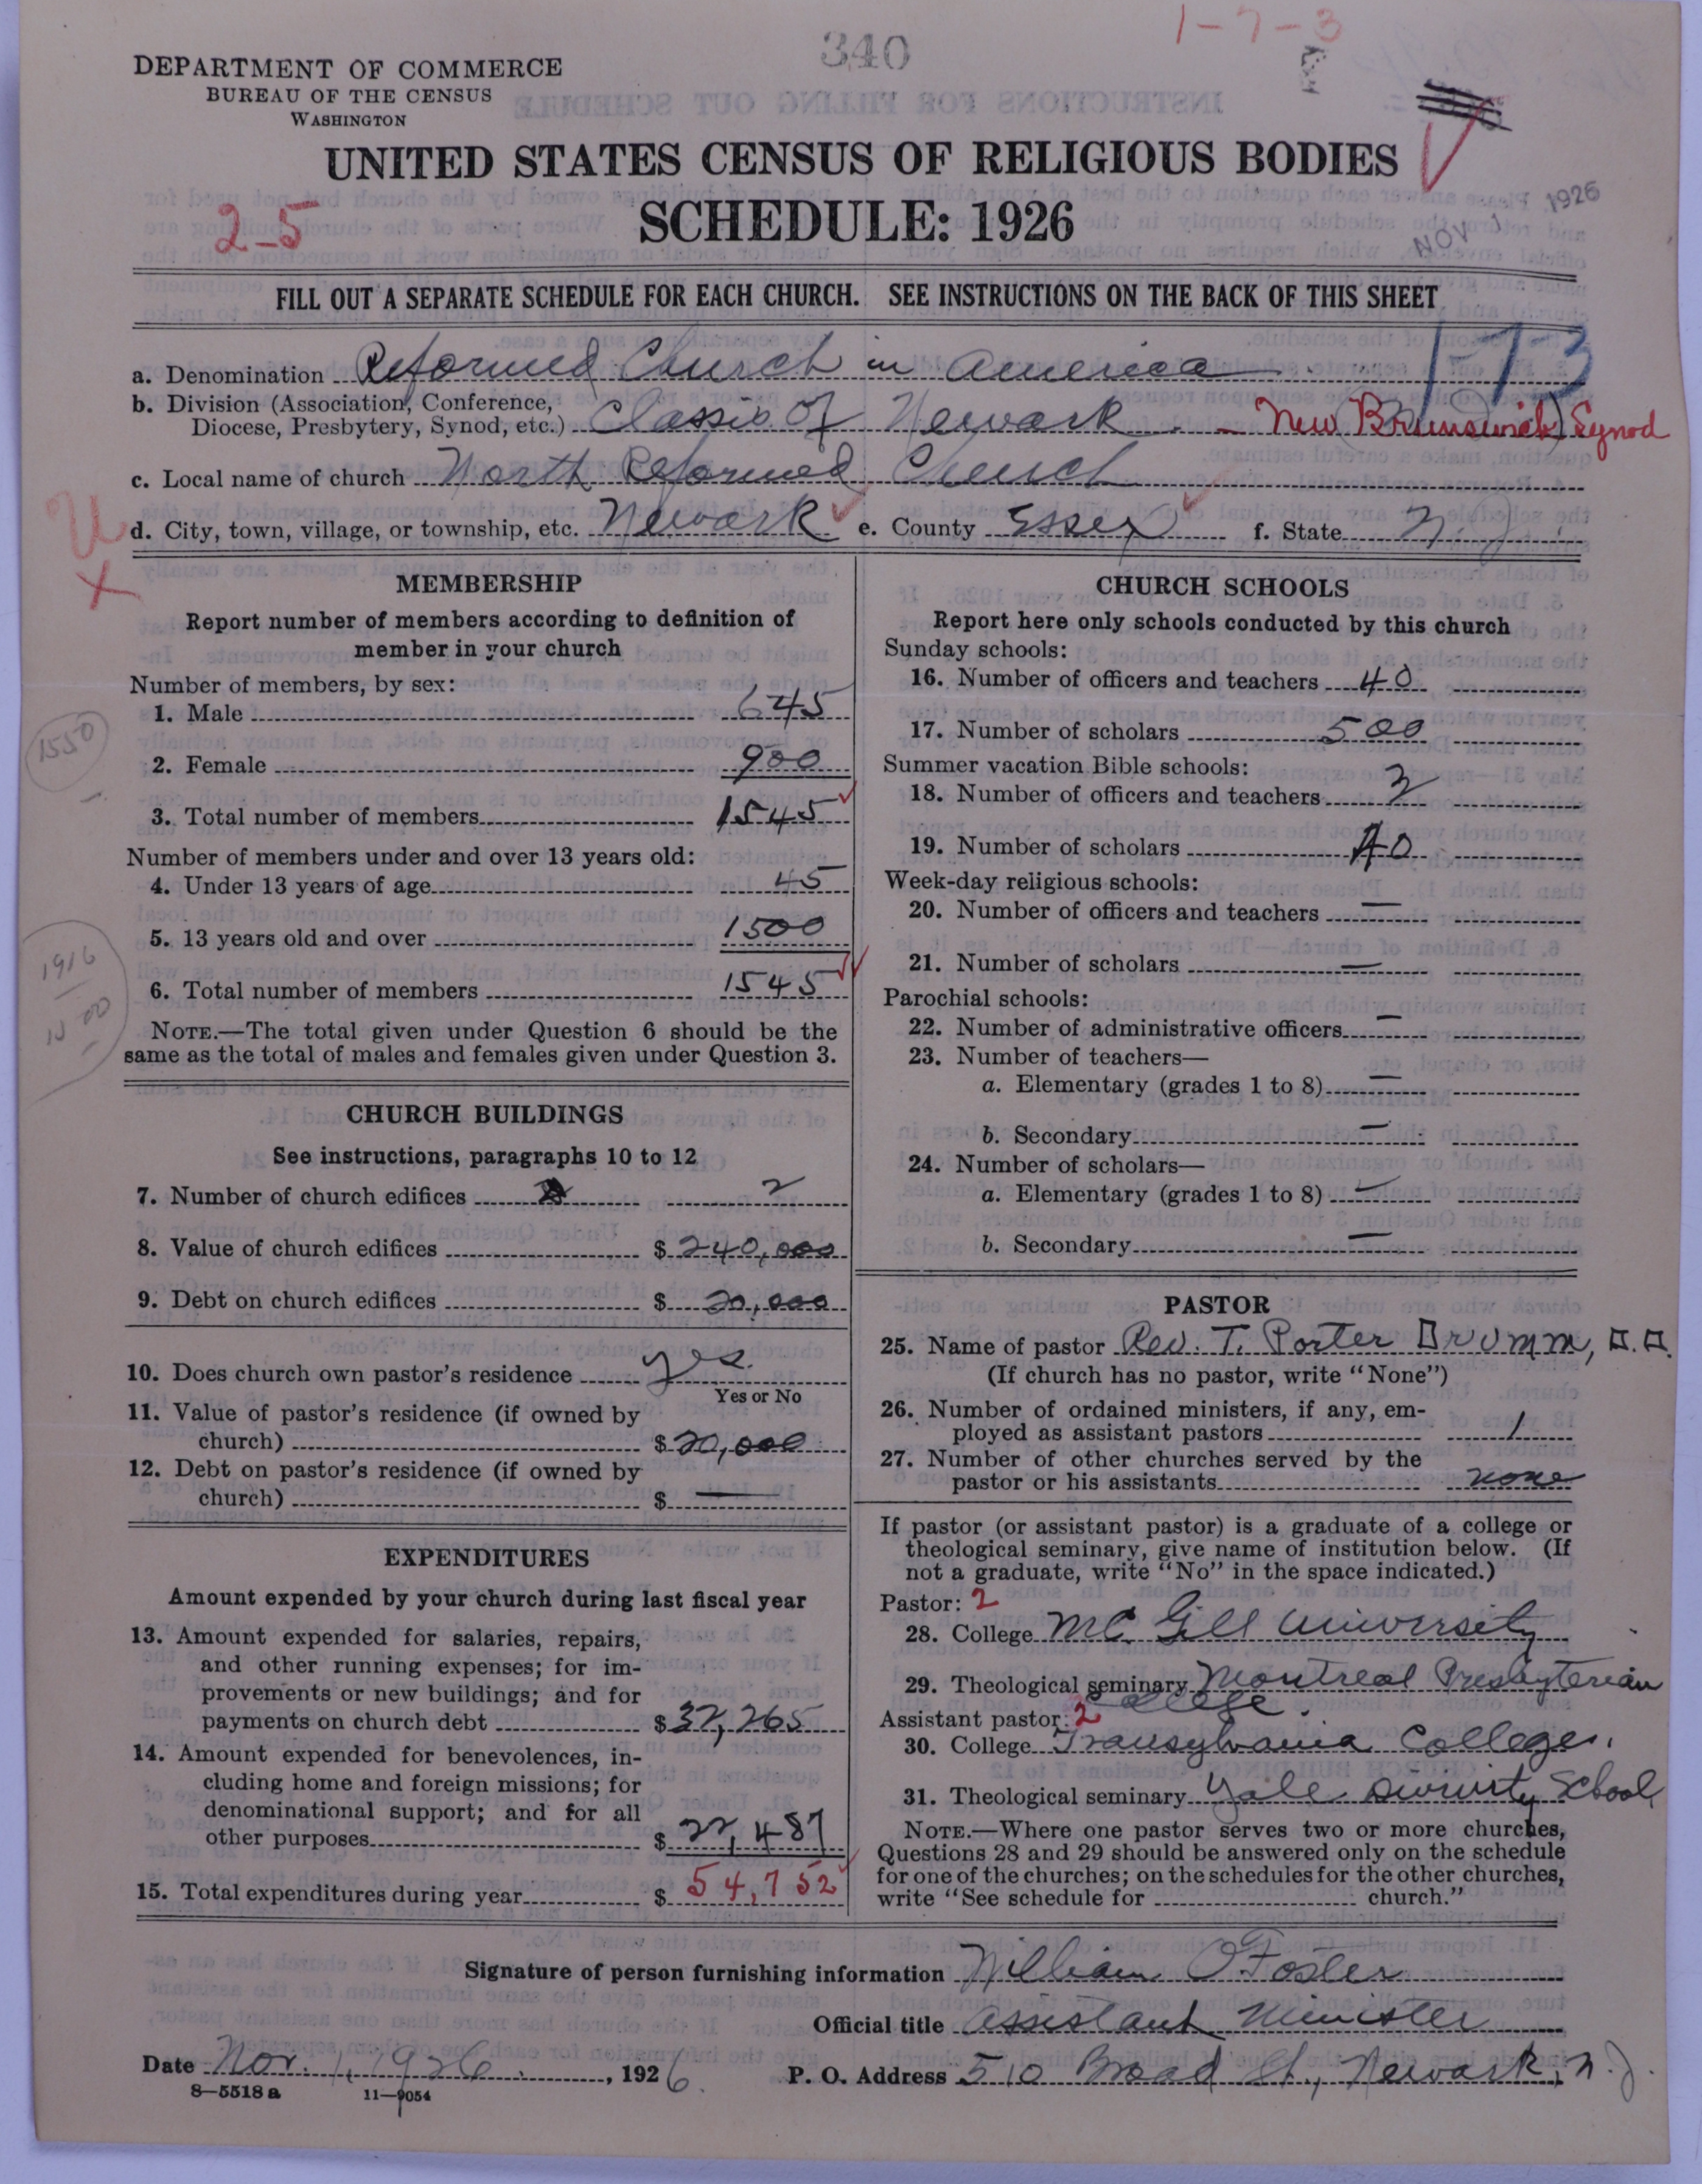 1-7-3
340
DEPARTMENT OF COMMERCE
BUREAU OF THE CENSUS
WASHINGTON
UNITED STATES CENSUS OF RELIGIOUS BODIES
SCHEDULE: 1926
2-5
NOV 1 1926
FILL OUT A SEPARATE SCHEDULE FOR EACH CHURCH. SEE INSTRUCTIONS ON THE BACK OF THIS SHEET
1-7-3
a. Denomination Reformed Church in America
b. Division (Association, Conference,
Diocese, Presbytery, Synod, etc.) Classis of Newark - New Brunswick Synod
c. Local name of church North Reformed Church
d. City, town, village, or township, etc. Newark e. County Essex f. State N. J.
MEMBERSHIP
Report number of members according to definition of
member in your church
Number of members, by sex:
1. Male 645
1550
2. Female 900
3. Total number of members 1545
Number of members under and over 13 years old:
4. Under 13 years of age 45
5. 13 years old and over 1500
1916
6. Total number of members 1545
NOTE.—The total given under Question 6 should be the
same as the total of males and females given under Question 3.
CHURCH BUILDINGS
See instructions, paragraphs 10 to 12
7. Number of church edifices 2
8. Value of church edifices $ 240,000
9. Debt on church edifices $ 20,000
10. Does church own pastor's residence yes.
Yes or No
11. Value of pastor's residence (if owned by
church) $ 20,000
12. Debt on pastor's residence (if owned by
church) $ —
EXPENDITURES
Amount expended by your church during last fiscal year
13. Amount expended for salaries, repairs,
and other running expenses; for im-
provements or new buildings; and for
payments on church debt $ 32,265
14. Amount expended for benevolences, in-
cluding home and foreign missions; for
denominational support; and for all
other purposes $ 22,487
15. Total expenditures during year $ 54,752
CHURCH SCHOOLS
Report here only schools conducted by this church
Sunday schools:
16. Number of officers and teachers 40
17. Number of scholars 500
Summer vacation Bible schools:
18. Number of officers and teachers 3
19. Number of scholars 40
Week-day religious schools:
20. Number of officers and teachers —
21. Number of scholars —
Parochial schools:
22. Number of administrative officers —
23. Number of teachers—
a. Elementary (grades 1 to 8) —
b. Secondary —
24. Number of scholars—
a. Elementary (grades 1 to 8) —
b. Secondary —
PASTOR
25. Name of pastor Rev. T. Porter Drumm, D.D.
(If church has no pastor, write "None")
26. Number of ordained ministers, if any, em-
ployed as assistant pastors 1
27. Number of other churches served by the
pastor or his assistants none
If pastor (or assistant pastor) is a graduate of a college or
theological seminary, give name of institution below. (If
not a graduate, write "No" in the space indicated.)
Pastor: 2
28. College McGill University
29. Theological seminary Montreal Presbyterian
College.
Assistant pastor: 2
30. College Transylvania College.
31. Theological seminary Yale Divinity School
NOTE.—Where one pastor serves two or more churches,
Questions 28 and 29 should be answered only on the schedule
for one of the churches; on the schedules for the other churches,
write "See schedule for church."
Signature of person furnishing information William O Foster
Official title Assistant Minister
Date Nov. 1, 1926, 1926. P. O. Address 510 Broad St., Newark, N. J.
8-5518 a 11-9054